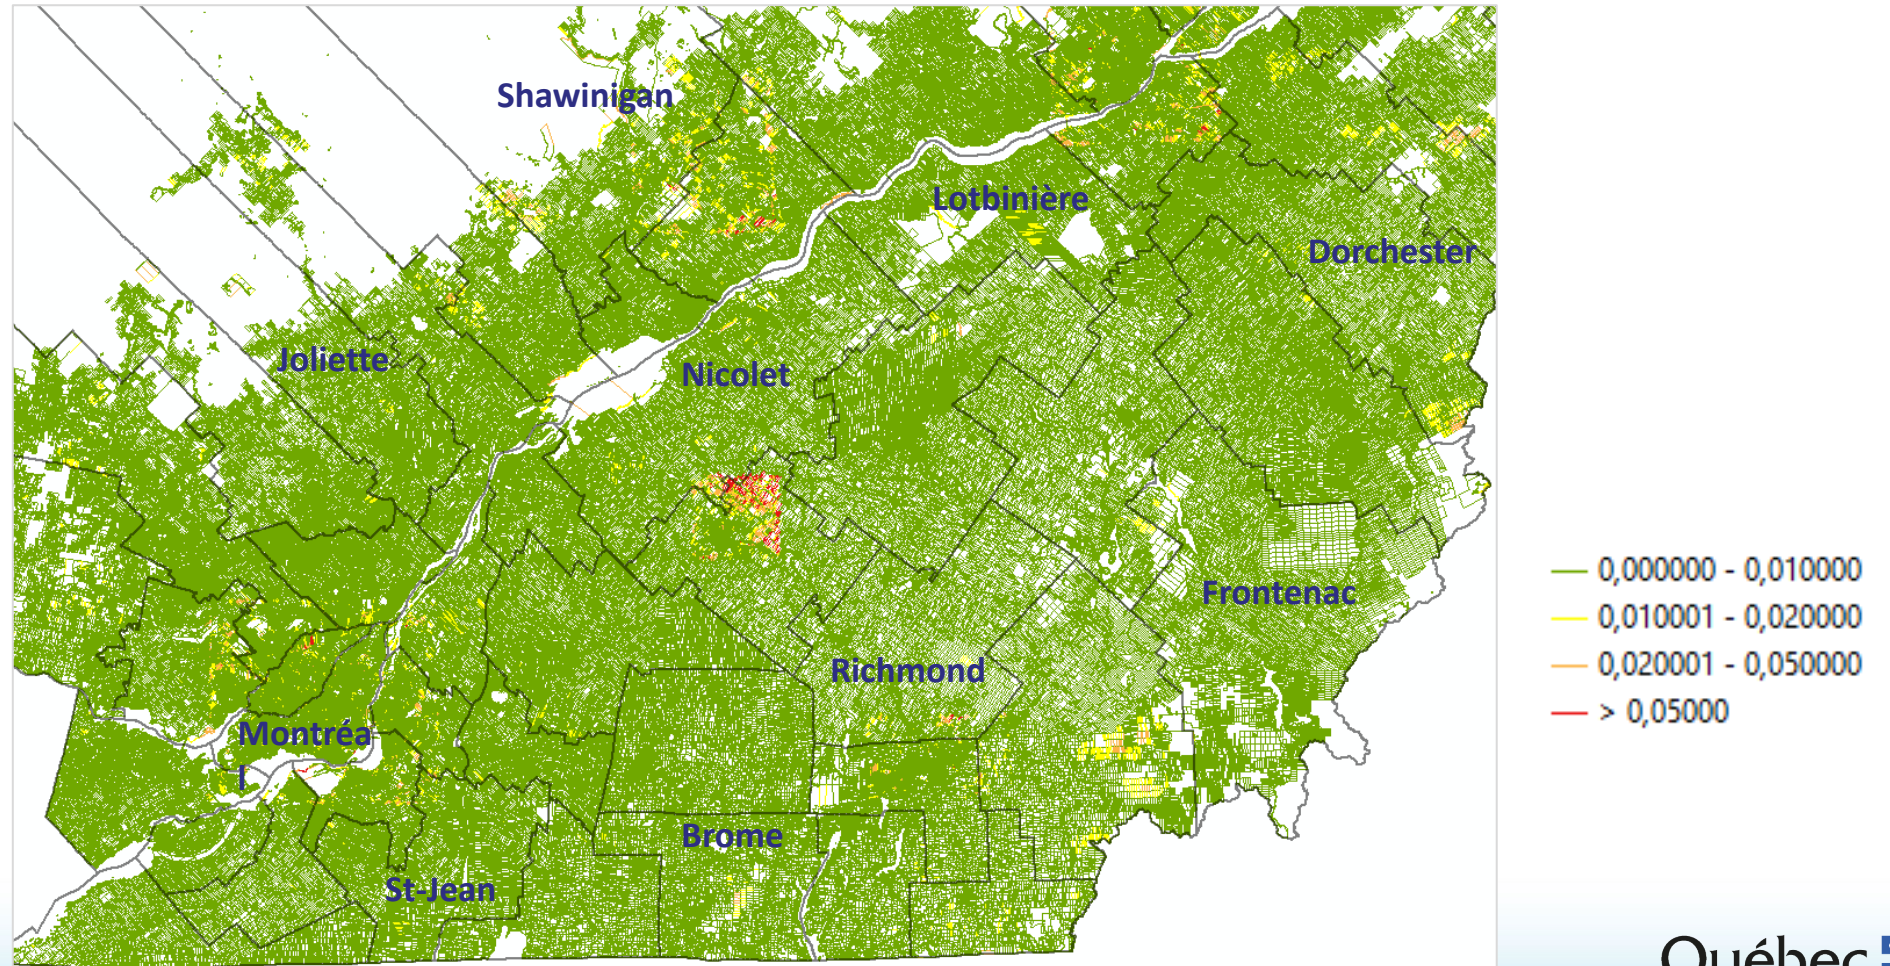 Shawinigan
Lotbinière
Dorchester
Joliette
Nicolet
Frontenac
Richmond
Montréa
l
Brome
St-Jean
0,000000 - 0,010000
0,010001 - 0,020000
0,020001 - 0,050000
> 0,05000
Québec